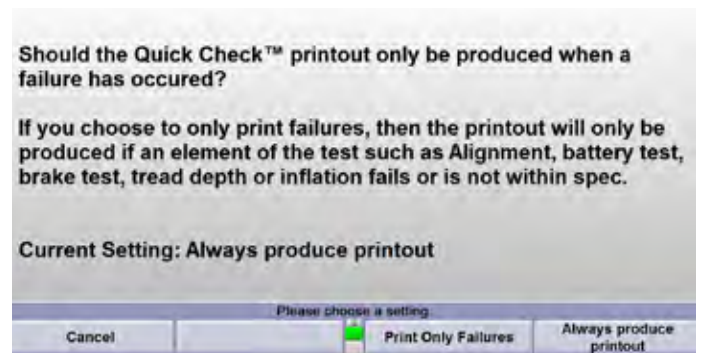 Should the Quick Check™ printout only be produced when a
failure has occured?
If you choose to only print failures, then the printout will only be
produced if an element of the test such as Alignment, battery test,
brake test, tread depth or inflation fails or is not within spec.
Current Setting: Always produce printout
Please choose a setting
Cancel
Print Only Failures
Always produce
printout